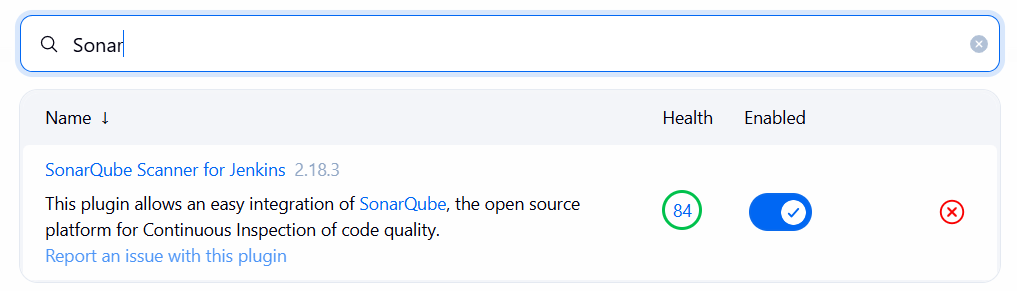 Sonar
Name ↓ Health Enabled
SonarQube Scanner for Jenkins 2.18.3
This plugin allows an easy integration of SonarQube, the open source
platform for Continuous Inspection of code quality.
84
Report an issue with this plugin